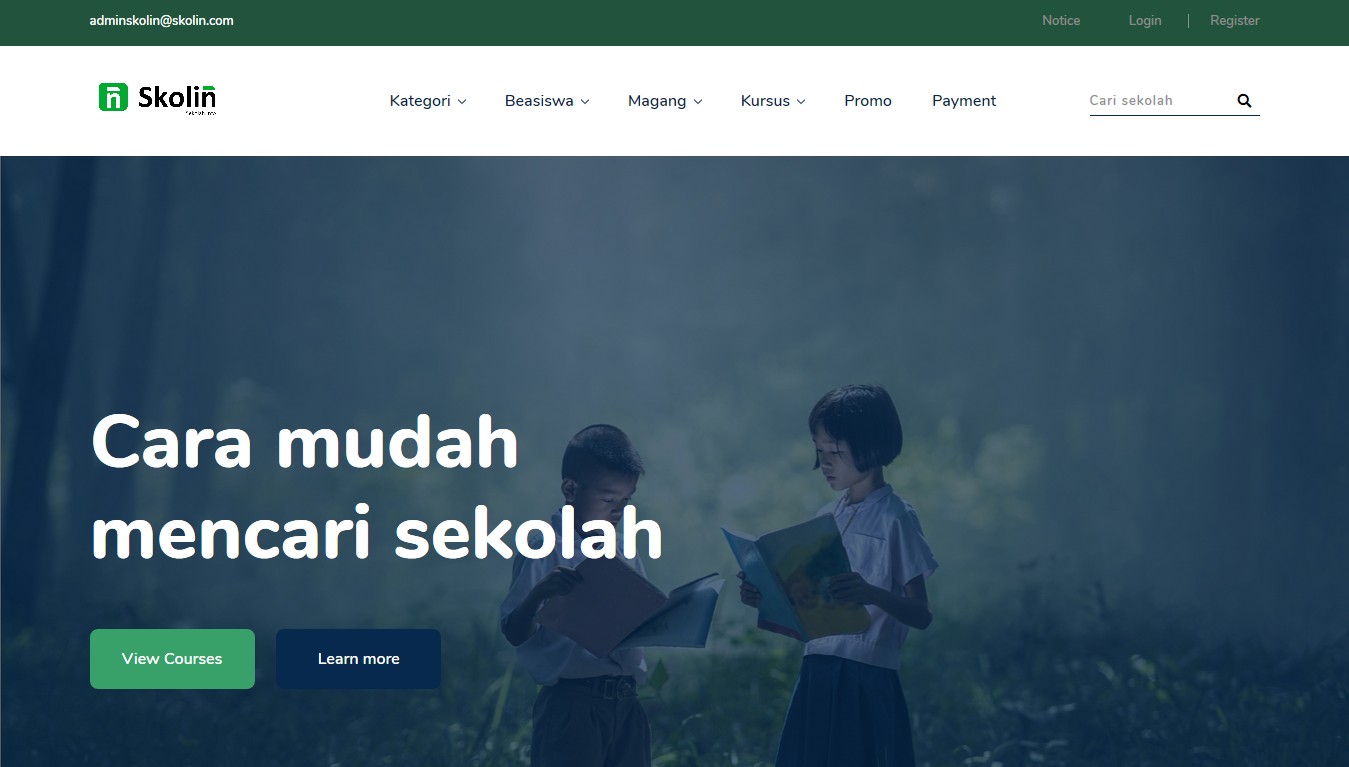 adminskolin@skolin.com
Notice
Login
Register
Skolin
Kategori
Beasiswa
Magang
Kursus
Promo
Payment
Cari sekolah
Cara mudah
mencari sekolah
View Courses
Learn more